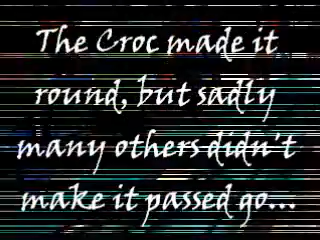 The Croc made it
round, but sadly
many others didn't
make it passed go...